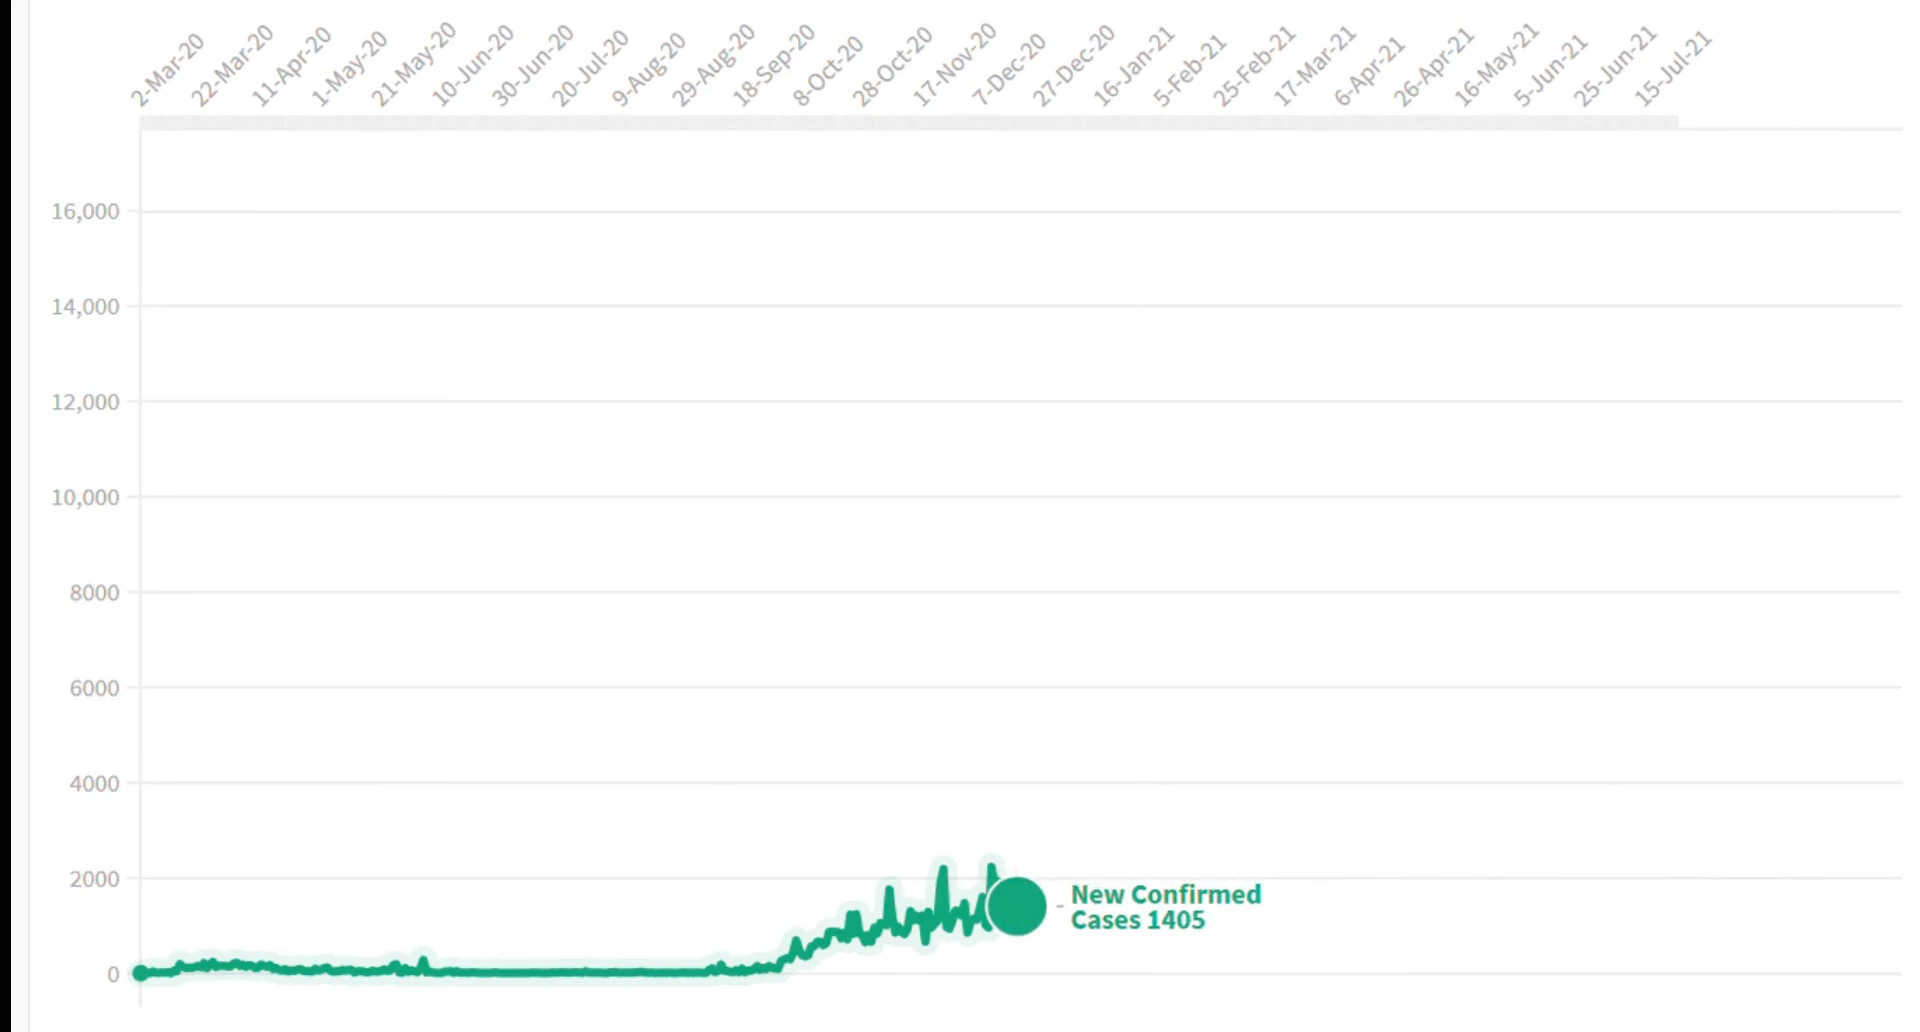 2-Mar-20
22-Mar-20
11-Apr-20
1-May-20
21-May-20
10-Jun-20
30-Jun-20
20-Jul-20
9-Aug-20
29-Aug-20
18-Sep-20
8-Oct-20
28-Oct-20
17-Nov-20
7-Dec-20
27-Dec-20
16-Jan-21
5-Feb-21
25-Feb-21
17-Mar-21
6-Apr-21
26-Apr-21
16-May-21
5-Jun-21
25-Jun-21
15-Jul-21
16,000
14,000
12,000
10,000
8000
6000
4000
2000
New Confirmed
Cases 1405
0